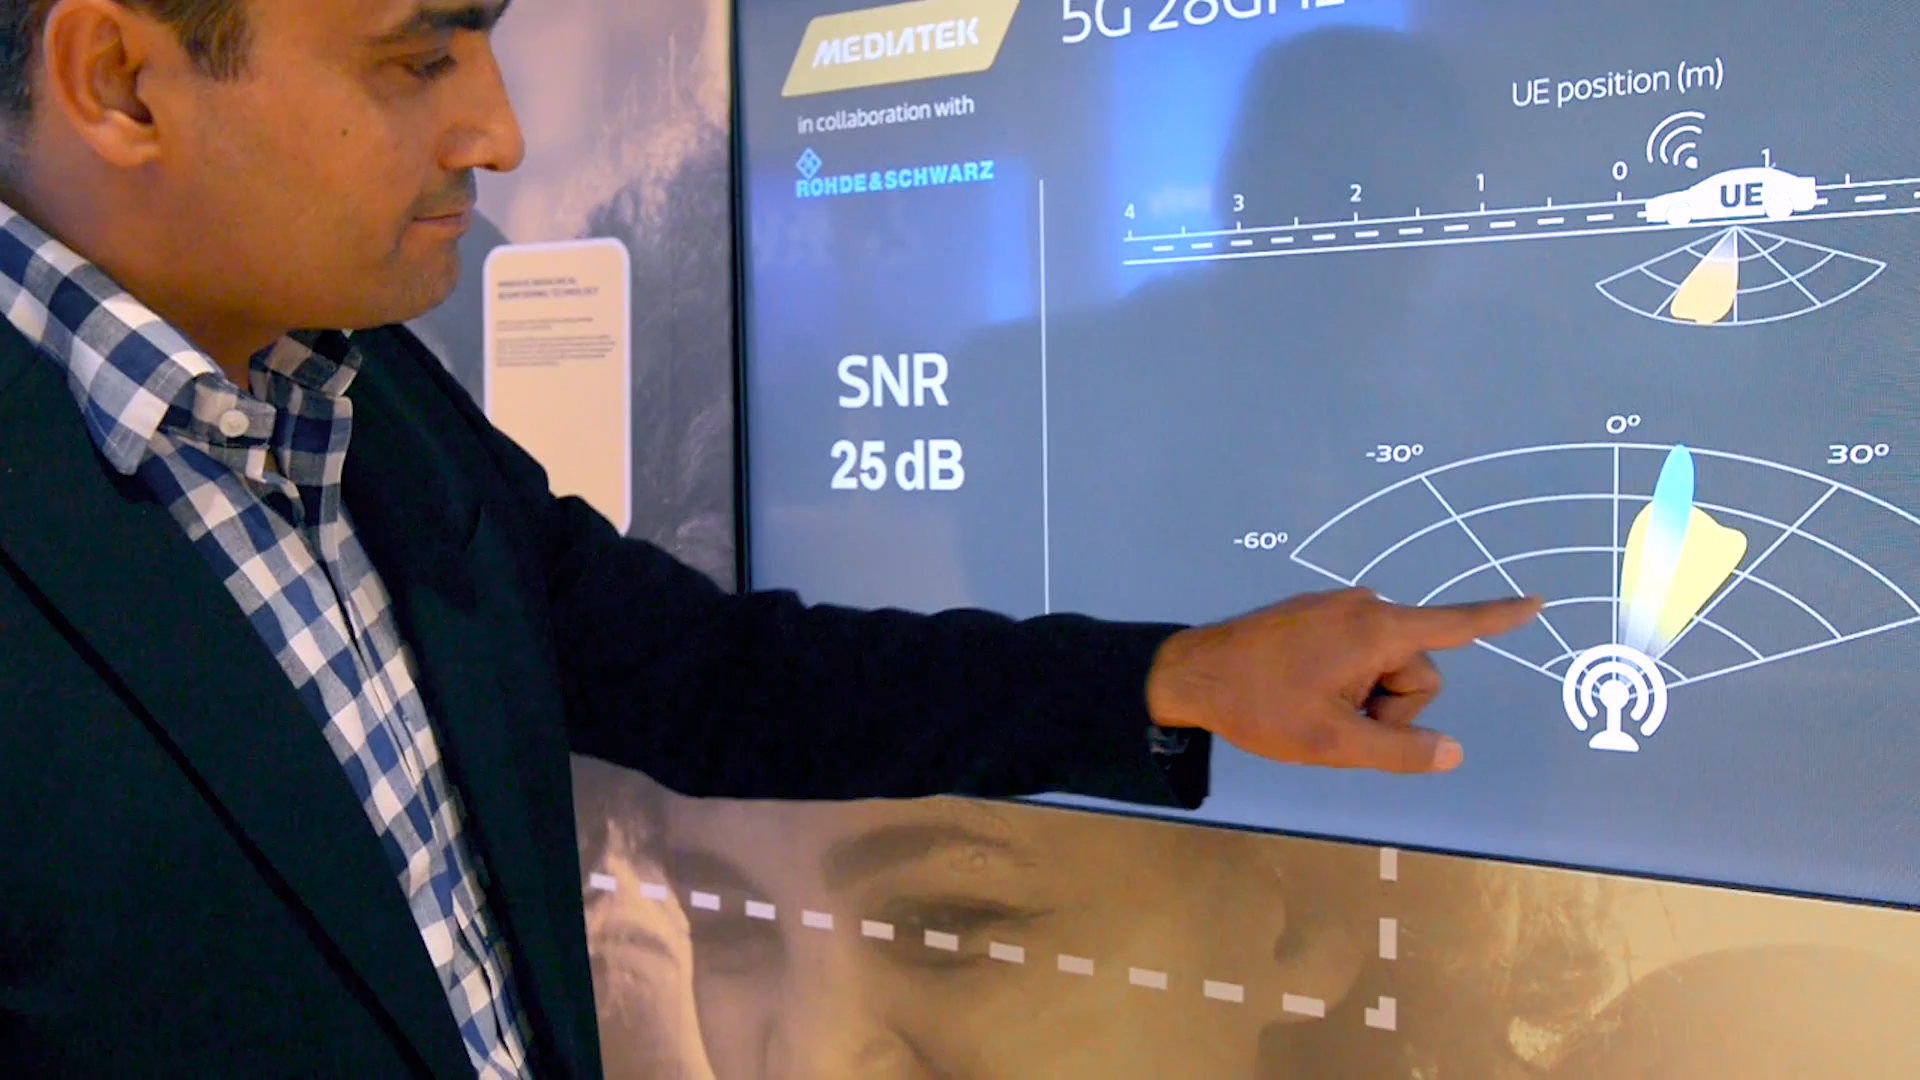 MEDIATEK
5G 28GHz
in collaboration with
ROHDE&SCHWARZ
UE position (m)
4 3 2 1 0 1
UE
SNR
25 dB
-60° -30° 0° 30°